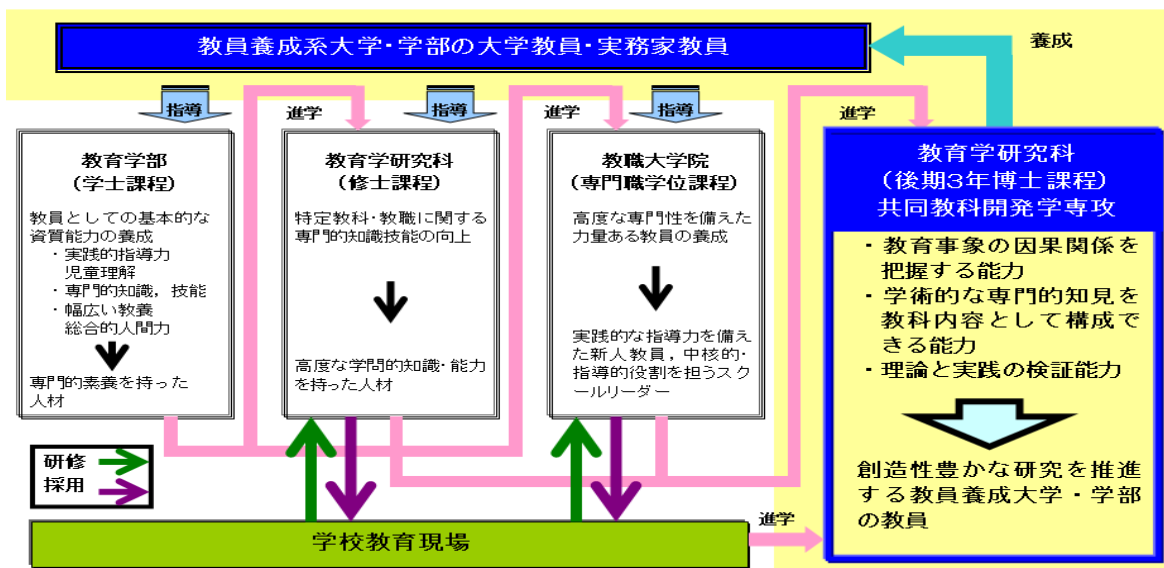 教員養成系大学・学部の大学教員・実務家教員
養成
指導
進学
指導
進学
指導
進学
教育学部
(学士課程)
教員としての基本的な
資質能力の養成
・実践的指導力
児童理解
・専門的知識，技能
・幅広い教養
総合的人間力
専門的素養を持った
人材
教育学研究科
(修士課程)
特定教科・教職に関する
専門的知識技能の向上
高度な学問的知識・能力
を持った人材
教職大学院
(専門職学位課程)
高度な専門性を備えた
力量ある教員の養成
実践的な指導力を備え
た新人教員，中核的・
指導的役割を担うスク
ールリーダー
教育学研究科
(後期3年博士課程)
共同教科開発学専攻
・教育事象の因果関係を
把握する能力
・学術的な専門的知見を
教科内容として構成で
きる能力
・理論と実践の検証能力
創造性豊かな研究を推進
する教員養成大学・学部
の教員
研修
採用
学校教育現場
進学